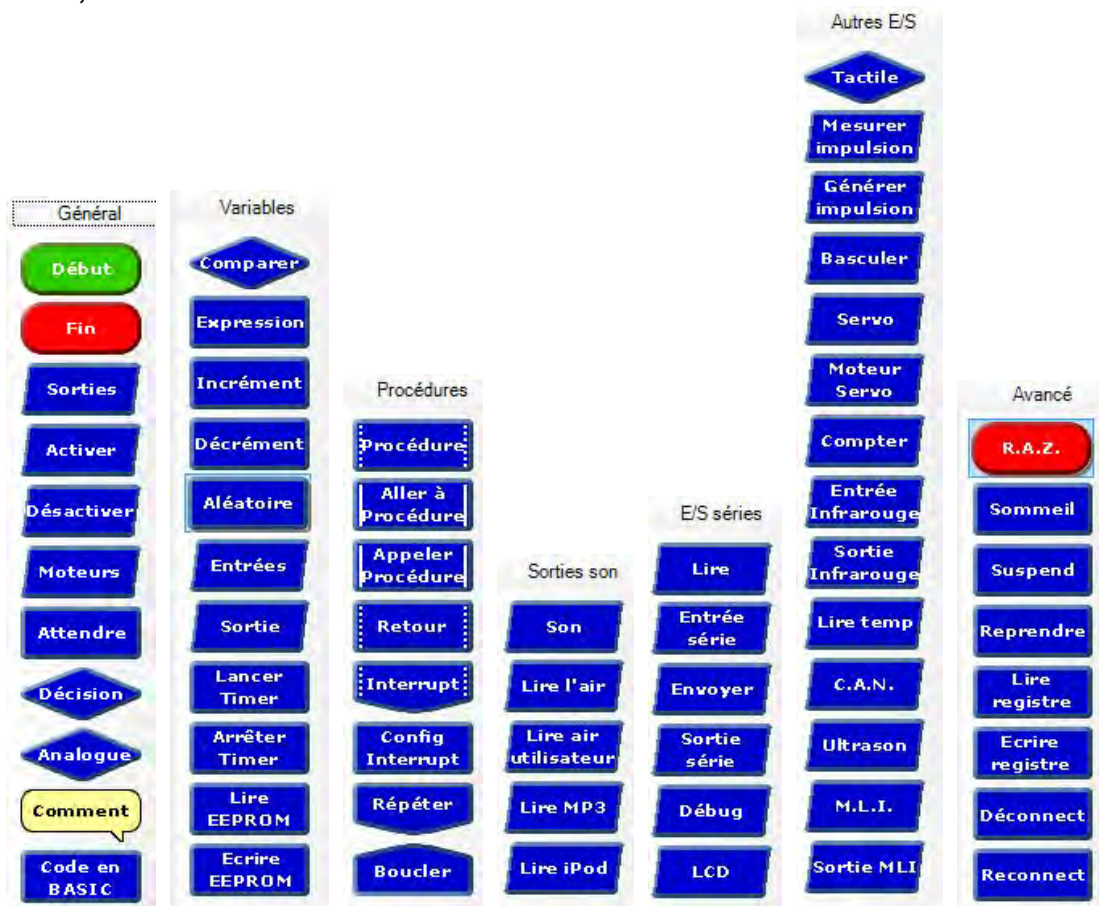 Général
Début
Fin
Sorties
Activer
Désactiver
Moteurs
Attendre
Décision
Analogue
Comment
Code en
BASIC
Variables
Comparer
Expression
Incrément
Décrément
Aléatoire
Entrées
Sortie
Lancer
Timer
Arrêter
Timer
Lire
EEPROM
Ecrire
EEPROM
Procédures
Procédure
Aller à
Procédure
Appeler
Procédure
Retour
Interrupt
Config
Interrupt
Répéter
Boucler
Sorties son
Son
Lire l'air
Lire air
utilisateur
Lire MP3
Lire iPod
E/S séries
Lire
Entrée
série
Envoyer
Sortie
série
Débug
LCD
Autres E/S
Tactile
Mesurer
impulsion
Générer
impulsion
Basculer
Servo
Moteur
Servo
Compter
Entrée
Infrarouge
Sortie
Infrarouge
Lire temp
C.A.N.
Ultrason
M.L.I.
Sortie MLI
Avancé
R.A.Z.
Sommeil
Suspend
Reprendre
Lire
registre
Ecrire
registre
Déconnect
Reconnect